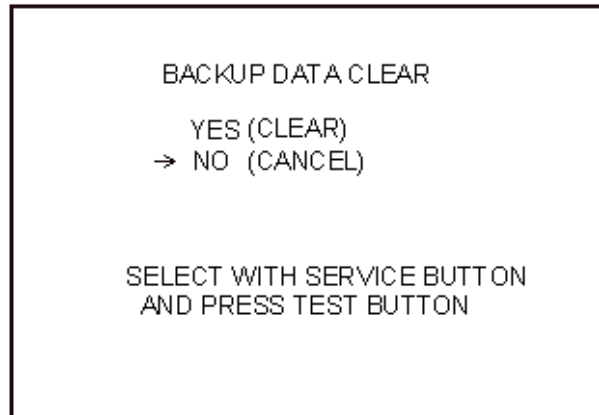 BACKUP DATA CLEAR
YES (CLEAR)
→ NO (CANCEL)
SELECT WITH SERVICE BUTTON
AND PRESS TEST BUTTON